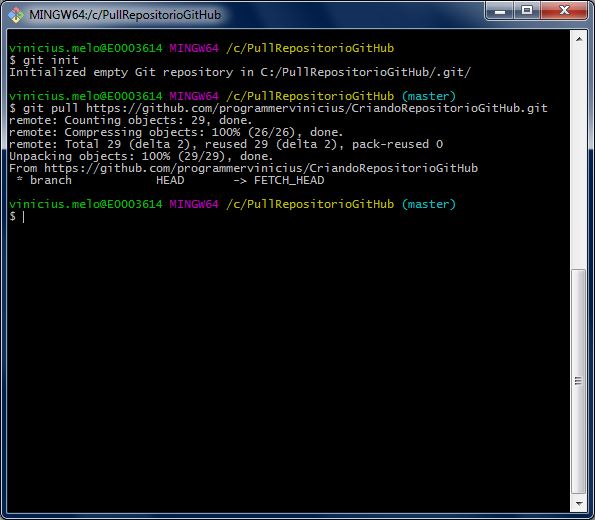 MINGW64:/c/PullRepositorioGitHub
vinicius.melo@E0003614 MINGW64 /c/PullRepositorioGitHub
$ git init
Initialized empty Git repository in C:/PullRepositorioGitHub/.git/
vinicius.melo@E0003614 MINGW64 /c/PullRepositorioGitHub (master)
$ git pull https://github.com/programmervinicius/CriandoRepositorioGitHub.git
remote: Counting objects: 29, done.
remote: Compressing objects: 100% (26/26), done.
remote: Total 29 (delta 2), reused 29 (delta 2), pack-reused 0
Unpacking objects: 100% (29/29), done.
From https://github.com/programmervinicius/CriandoRepositorioGitHub
 * branch            HEAD       -> FETCH_HEAD
vinicius.melo@E0003614 MINGW64 /c/PullRepositorioGitHub (master)
$